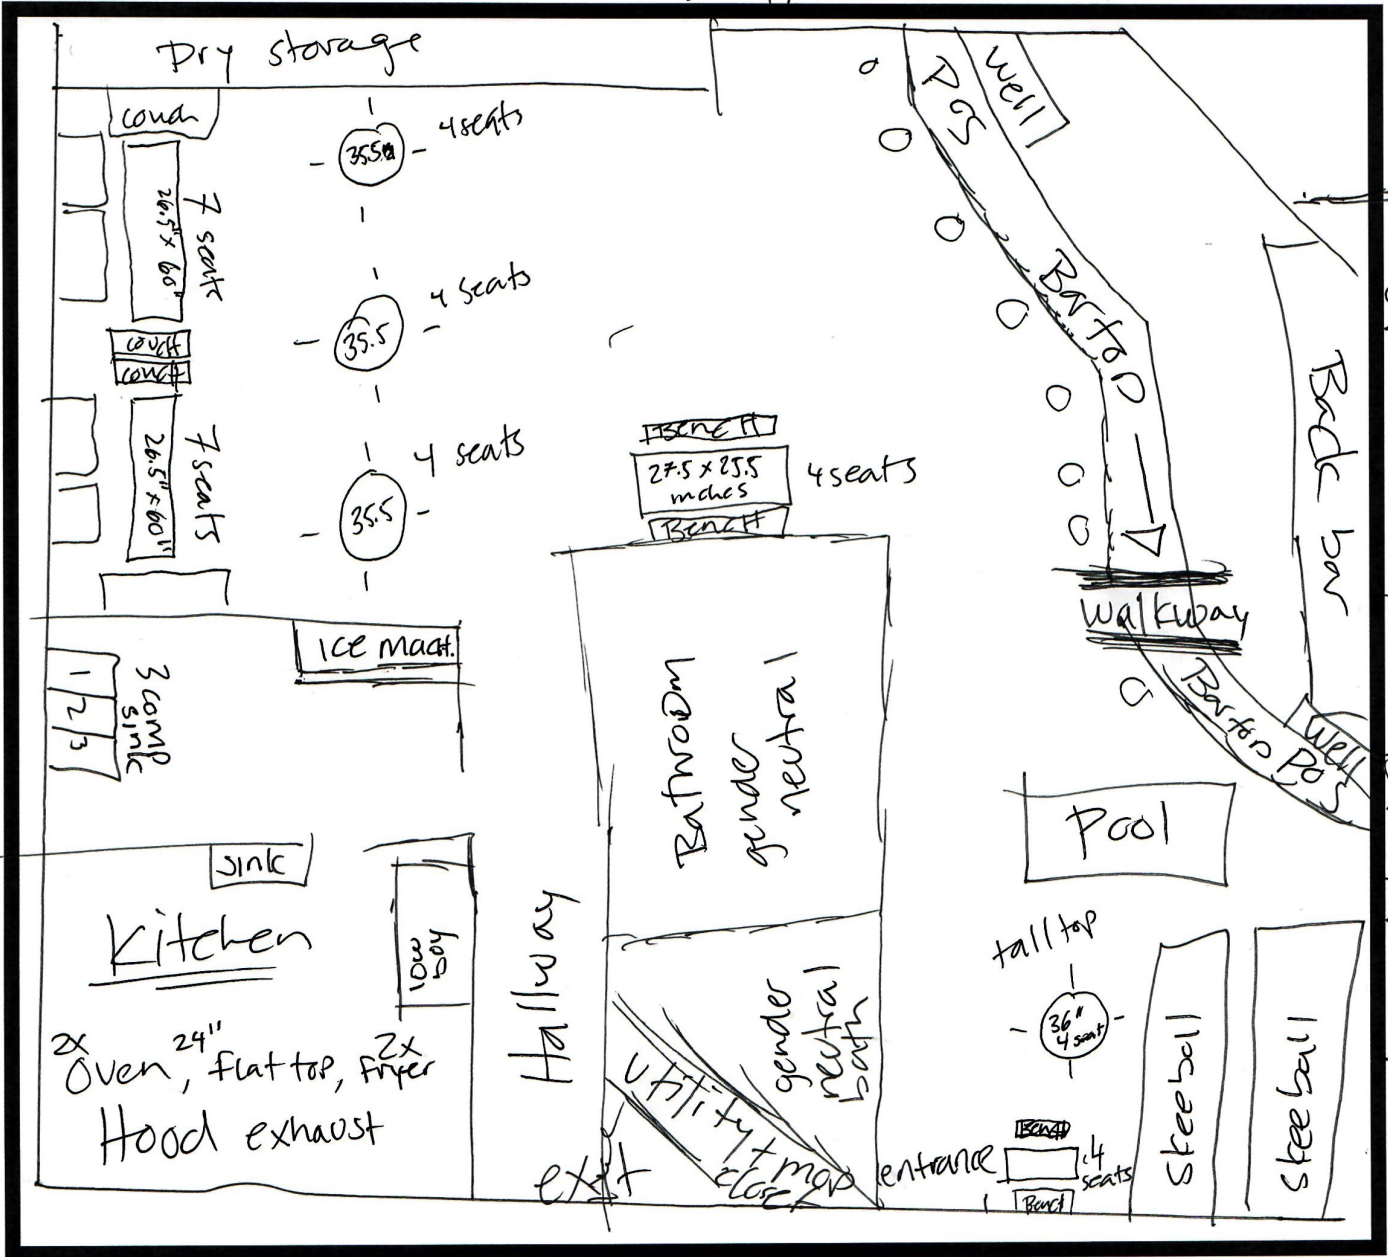 Dry storage
couch
26.5" x 60"
7 seats
couch
couch
26.5" x 60"
7 seats
35.5
4 seats
35.5
4 seats
35.5
4 seats
BENCH
27.5 x 25.5
inches
BENCH
4 seats
POS
Well
Bartop
Back bar
Walkway
Bartop POS
Well
ICE MACH.
1
2
3
3 comp
sink
sink
Kitchen
low
boy
2x
Oven, 24" flat top, 2x fryer
Hood exhaust
Hallway
Bathroom
gender
neutral
gender
neutral
bath
utility + mop
closet
exit
entrance
Pool
tall top
36"
4 seat
Bench
4
seats
Bench
Skeeball
Skeeball